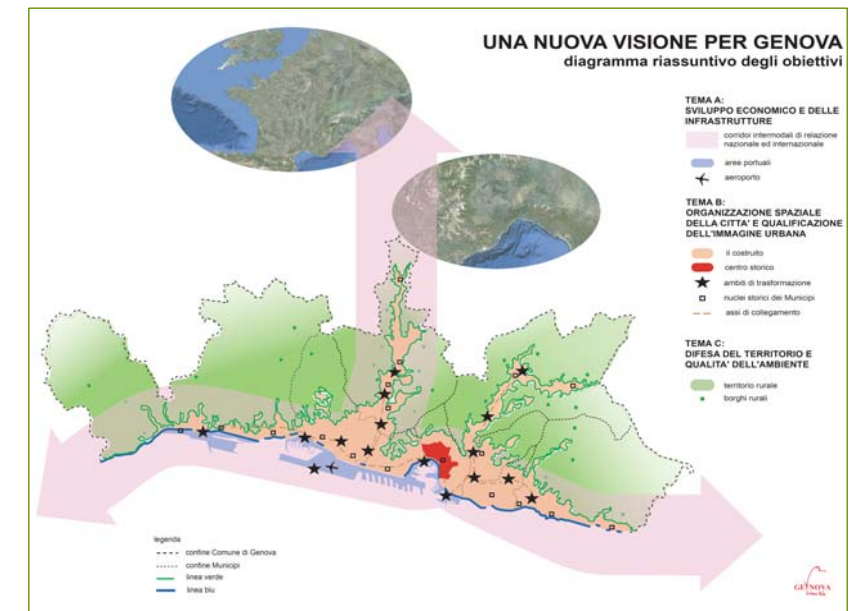 UNA NUOVA VISIONE PER GENOVA
diagramma riassuntivo degli obiettivi
TEMA A:
SVILUPPO ECONOMICO E DELLE
INFRASTRUTTURE
corridoi intermodali di relazione
nazionale ed internazionale
aree portuali
aeroporto
TEMA B:
ORGANIZZAZIONE SPAZIALE
DELLA CITTA' E QUALIFICAZIONE
DELL'IMMAGINE URBANA
il costruito
centro storico
ambiti di trasformazione
nuclei storici dei Municipi
assi di collegamento
TEMA C:
DIFESA DEL TERRITORIO E
QUALITA' DELL'AMBIENTE
territorio rurale
borghi rurali
legenda
confine Comune di Genova
confine Municipi
linea verde
linea blu
GENOVA